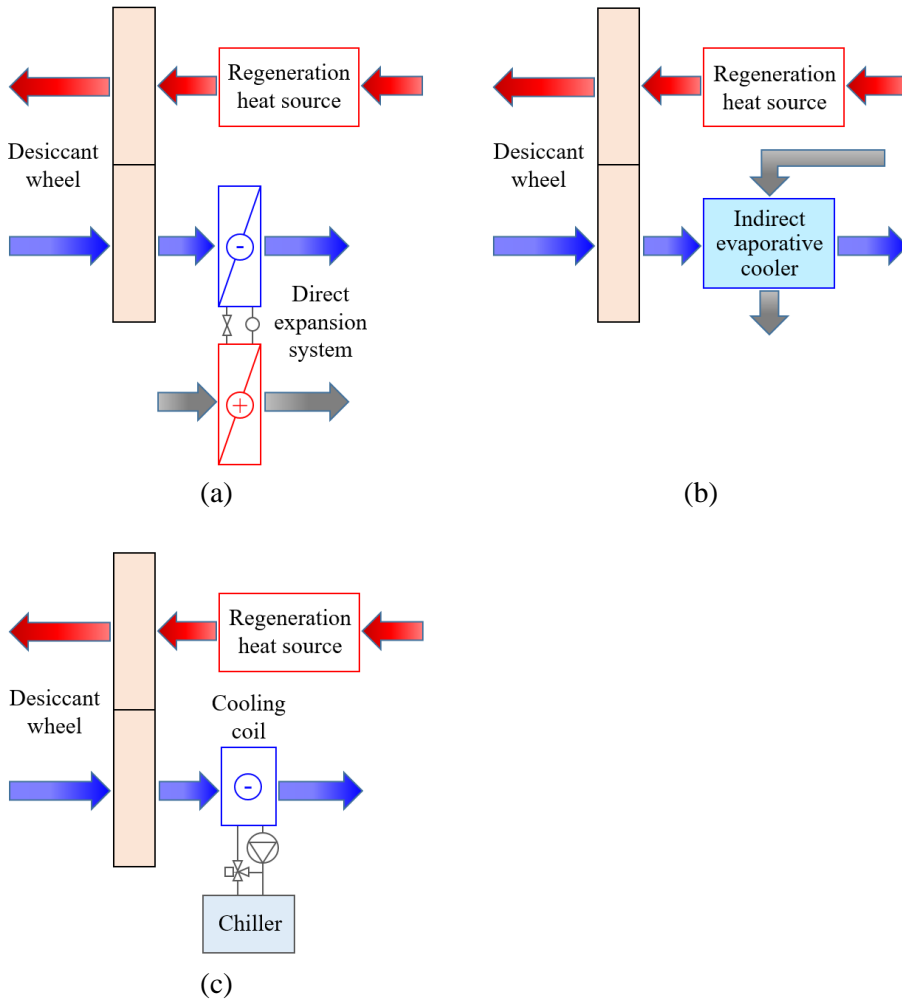 Regeneration
heat source
Desiccant
wheel
-
Direct
expansion
system
+
(a)
Regeneration
heat source
Desiccant
wheel
Indirect
evaporative
cooler
(b)
Regeneration
heat source
Desiccant
wheel
Cooling
coil
-
Chiller
(c)